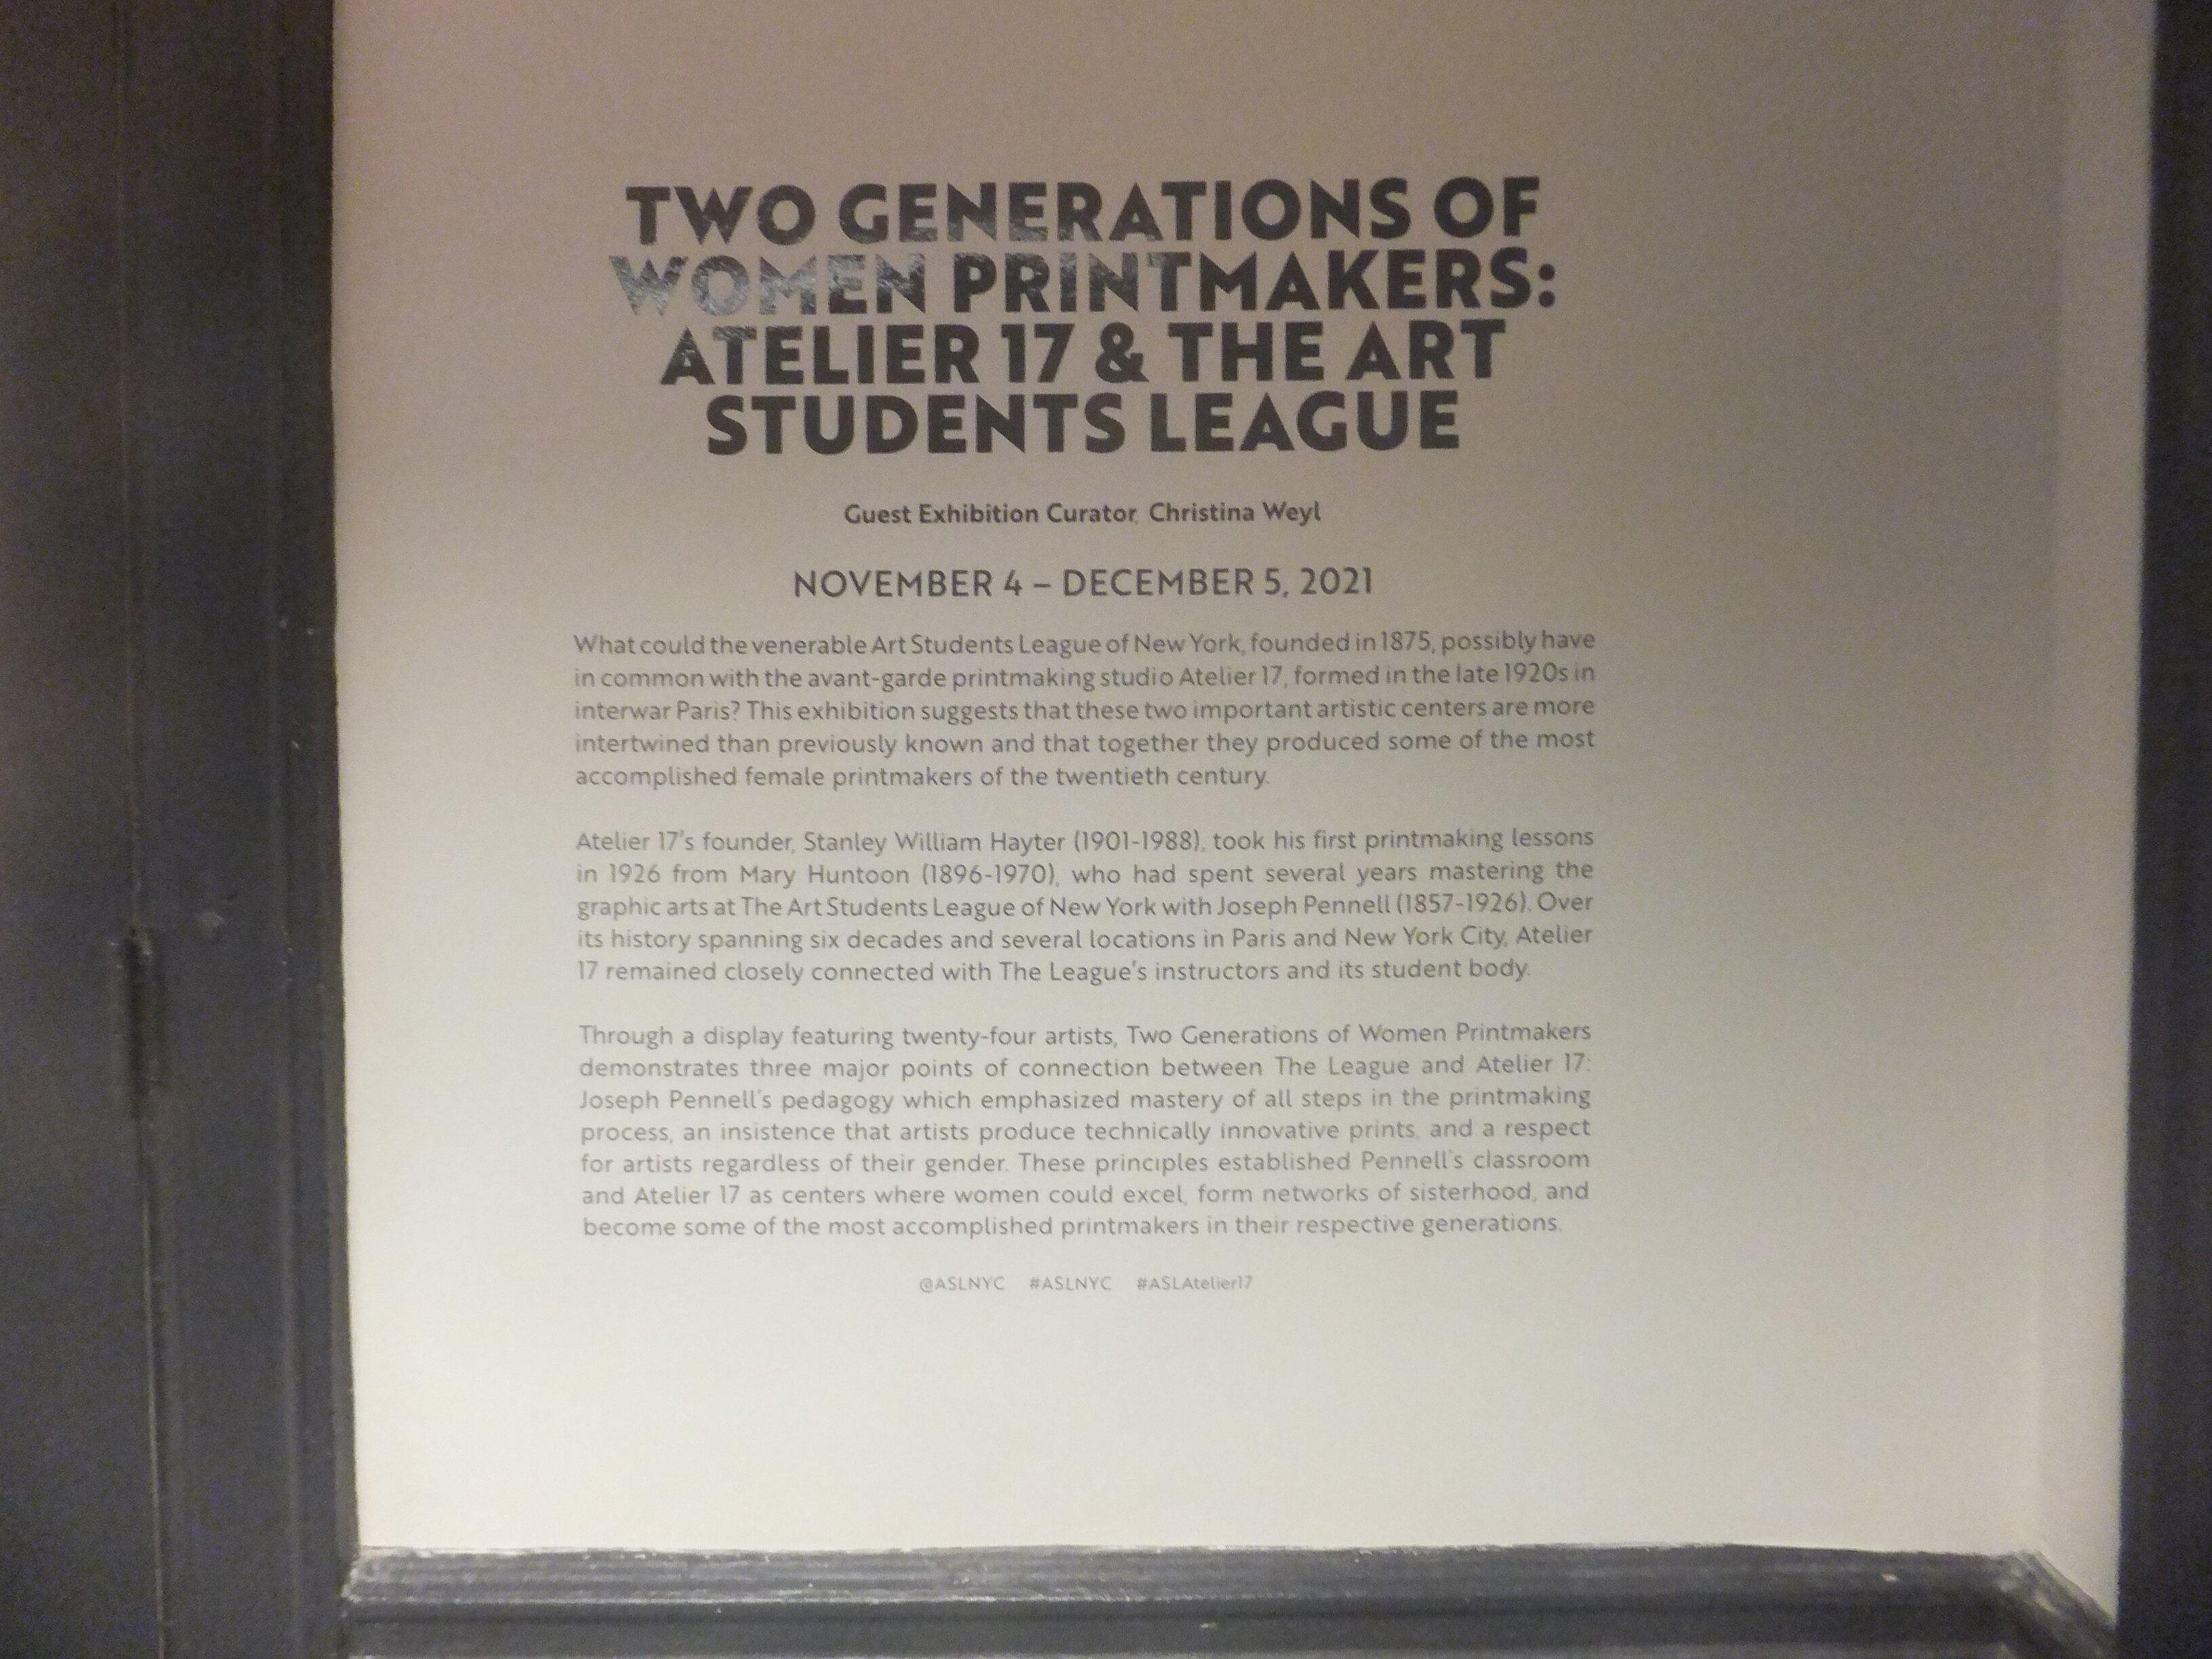 TWO GENERATIONS OF
WOMEN PRINTMAKERS:
ATELIER 17 & THE ART
STUDENTS LEAGUE
Guest Exhibition Curator, Christina Weyl
NOVEMBER 4 – DECEMBER 5, 2021
What could the venerable Art Students League of New York, founded in 1875, possibly have
in common with the avant-garde printmaking studio Atelier 17, formed in the late 1920s in
interwar Paris? This exhibition suggests that these two important artistic centers are more
intertwined than previously known and that together they produced some of the most
accomplished female printmakers of the twentieth century.
Atelier 17's founder, Stanley William Hayter (1901-1988), took his first printmaking lessons
in 1926 from Mary Huntoon (1896-1970), who had spent several years mastering the
graphic arts at The Art Students League of New York with Joseph Pennell (1857-1926). Over
its history spanning six decades and several locations in Paris and New York City, Atelier
17 remained closely connected with The League's instructors and its student body.
Through a display featuring twenty-four artists, Two Generations of Women Printmakers
demonstrates three major points of connection between The League and Atelier 17:
Joseph Pennell's pedagogy which emphasized mastery of all steps in the printmaking
process, an insistence that artists produce technically innovative prints, and a respect
for artists regardless of their gender. These principles established Pennell's classroom
and Atelier 17 as centers where women could excel, form networks of sisterhood, and
become some of the most accomplished printmakers in their respective generations.
@ASLNYC #ASLNYC #ASLAtelier17